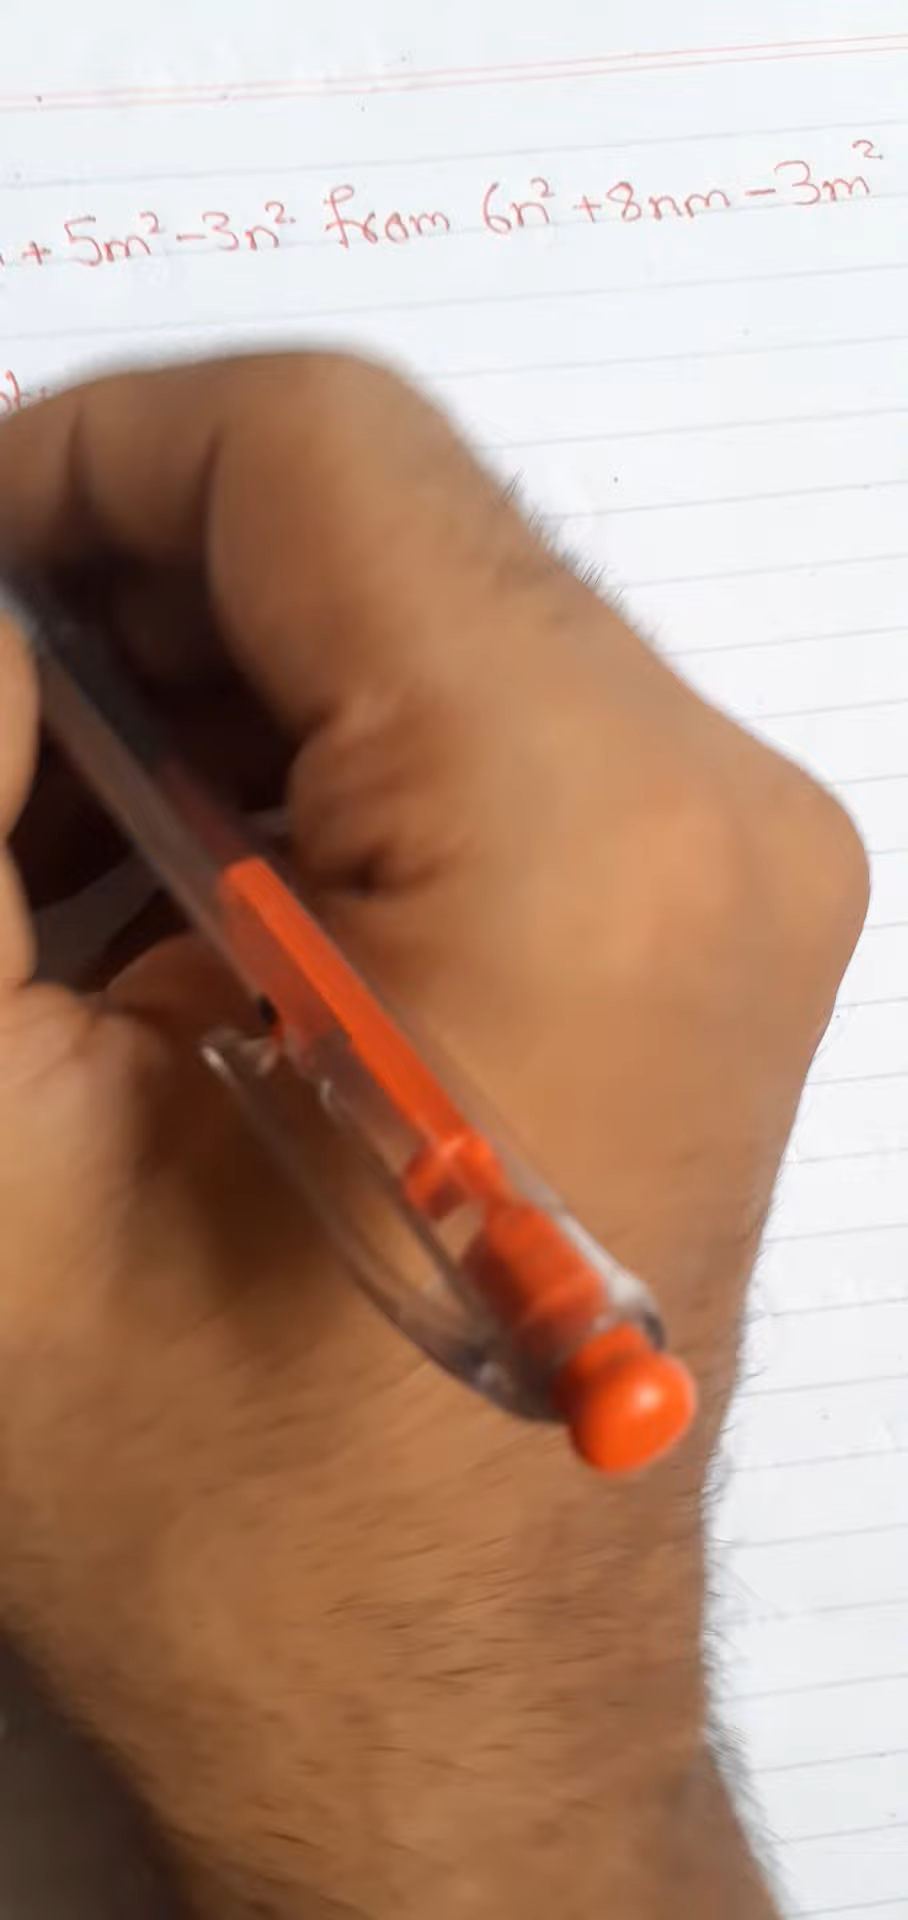 + 5m² - 3n² from 6n² + 8nm - 3m²